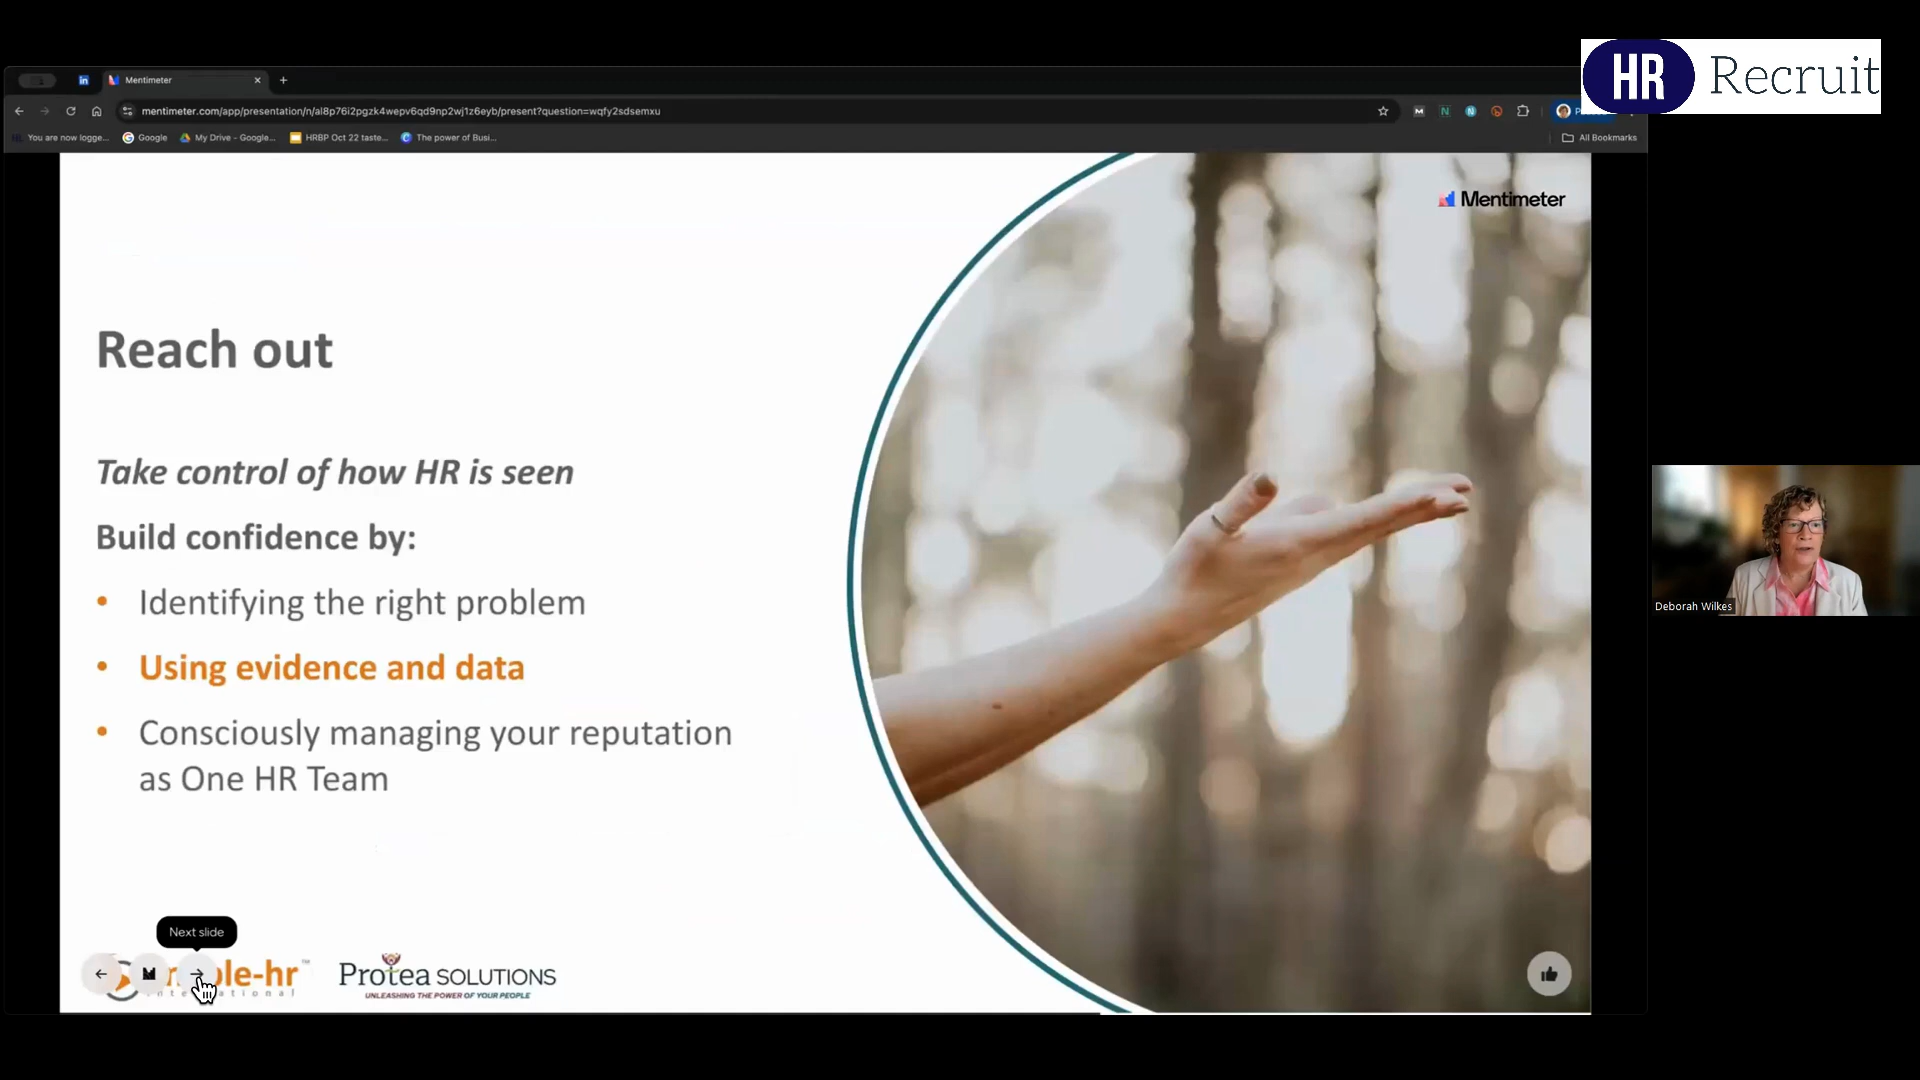 HR Recruit
Mentimeter
mentimeter.com/app/presentation/n/al8p76i2pgzk4wepv6qd9np2wj1z6eyb/present?question=wqfy2sdsemxu
You are now logge...
Google
My Drive - Google...
HRBP Oct 22 taste...
The power of Busi...
All Bookmarks
Mentimeter
Reach out
Take control of how HR is seen
Build confidence by:
• Identifying the right problem
• Using evidence and data
• Consciously managing your reputation
as One HR Team
Deborah Wilkes
Next slide
ple-hr
Protea SOLUTIONS
UNLEASHING THE POWER OF YOUR PEOPLE